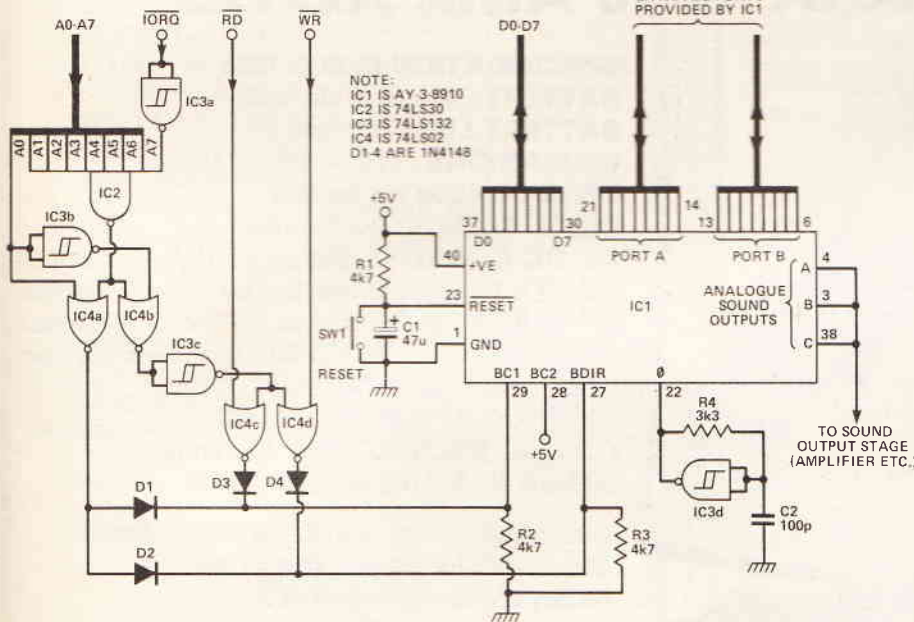 PROVIDED BY IC1
A0-A7
IORQ
RD
WR
D0-D7
NOTE:
IC1 IS AY-3-8910
IC2 IS 74LS30
IC3 IS 74LS132
IC4 IS 74LS02
D1-4 ARE 1N4148
IC3a
A0 A1 A2 A3 A4 A5 A6 A7
IC2
IC3b
IC4a
IC4b
IC3c
IC4c
IC4d
D1
D2
D3
D4
+5V
R1
4k7
SW1
RESET
C1
47u
37
D0
30
D7
21
14
PORT A
13
6
PORT B
40
+VE
23
RESET
1
GND
IC1
ANALOGUE
SOUND
OUTPUTS
A
4
B
3
C
38
BC1
29
BC2
28
BDIR
27
Ø
22
+5V
R4
3k3
IC3d
C2
100p
R2
4k7
R3
4k7
TO SOUND
OUTPUT STAGE
(AMPLIFIER ETC.)